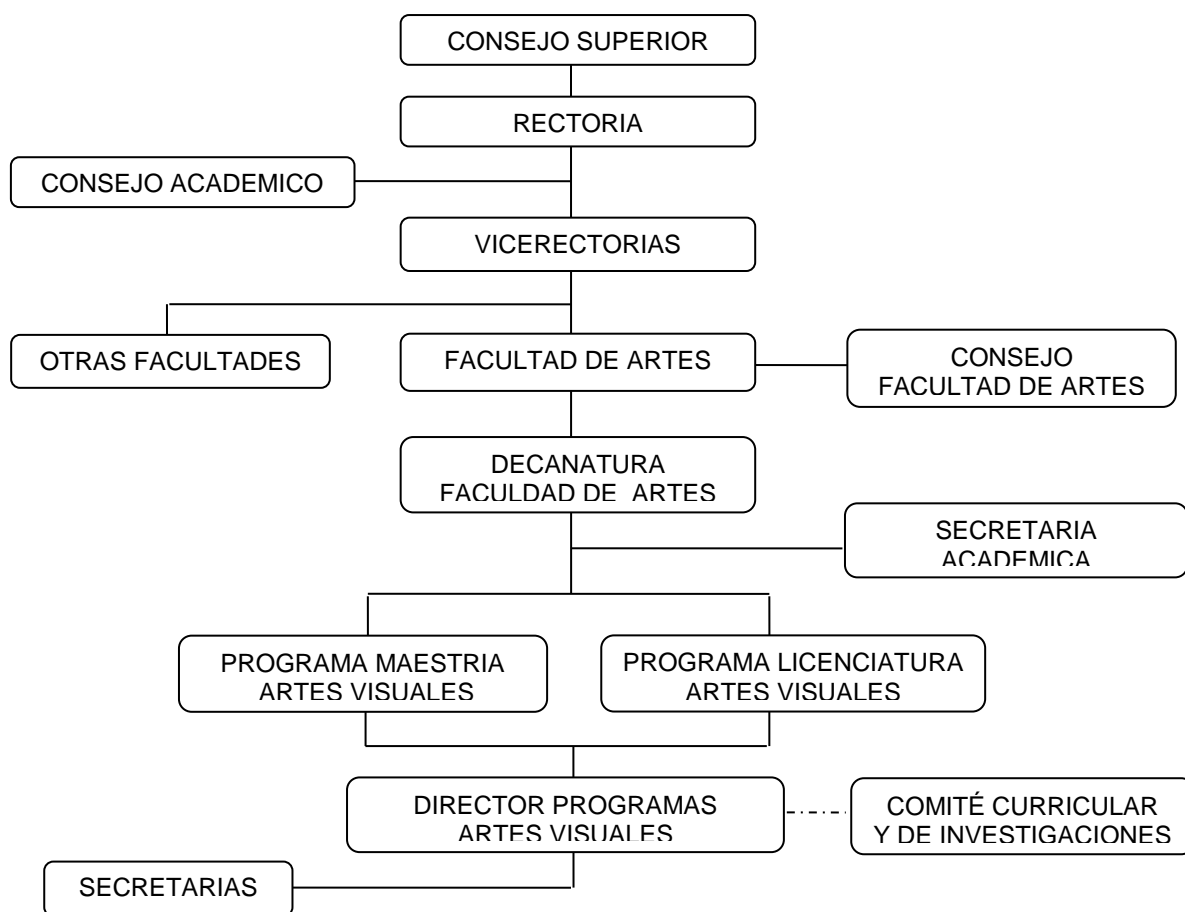 CONSEJO SUPERIOR
RECTORIA
CONSEJO ACADEMICO
VICERECTORIAS
OTRAS FACULTADES
FACULTAD DE ARTES
CONSEJO
FACULTAD DE ARTES
DECANATURA
FACULDAD DE ARTES
SECRETARIA
ACADEMICA
PROGRAMA MAESTRIA
ARTES VISUALES
PROGRAMA LICENCIATURA
ARTES VISUALES
DIRECTOR PROGRAMAS
ARTES VISUALES
COMITÉ CURRICULAR
Y DE INVESTIGACIONES
SECRETARIAS